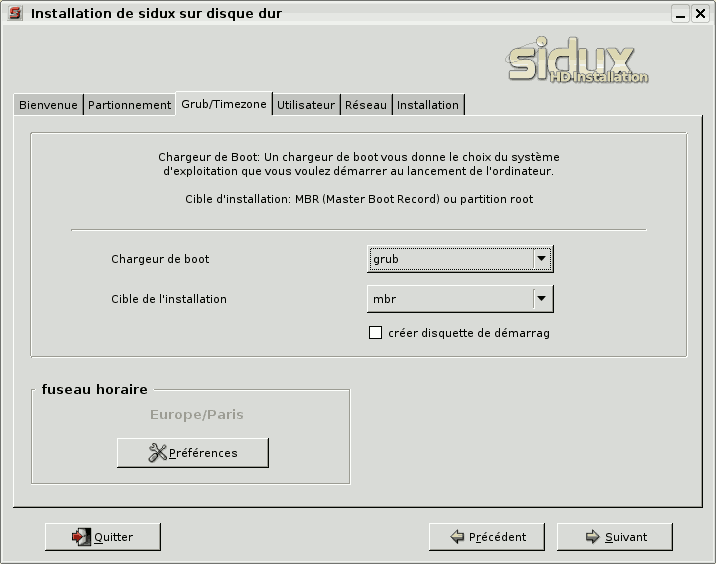 Installation de sidux sur disque dur
sidux
HD-Installation
Bienvenue Partionnement Grub/Timezone Utilisateur Réseau Installation
Chargeur de Boot: Un chargeur de boot vous donne le choix du système
d'exploitation que vous voulez démarrer au lancement de l'ordinateur.
Cible d'installation: MBR (Master Boot Record) ou partition root
Chargeur de boot grub
Cible de l'installation mbr
créer disquette de démarrag
fuseau horaire
Europe/Paris
Préférences
Quitter Précédent Suivant